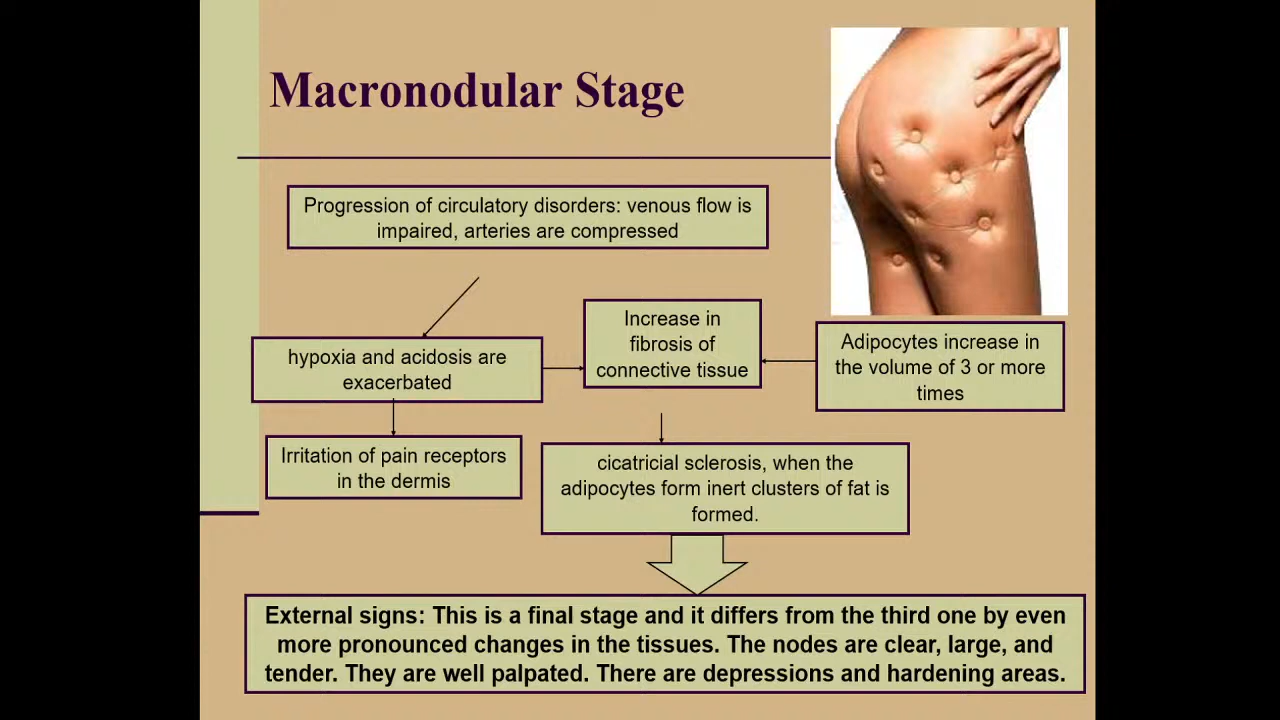 Macronodular Stage
Progression of circulatory disorders: venous flow is
impaired, arteries are compressed
Increase in
fibrosis of
connective tissue
hypoxia and acidosis are
exacerbated
Adipocytes increase in
the volume of 3 or more
times
Irritation of pain receptors
in the dermis
cicatricial sclerosis, when the
adipocytes form inert clusters of fat is
formed.
External signs: This is a final stage and it differs from the third one by even
more pronounced changes in the tissues. The nodes are clear, large, and
tender. They are well palpated. There are depressions and hardening areas.